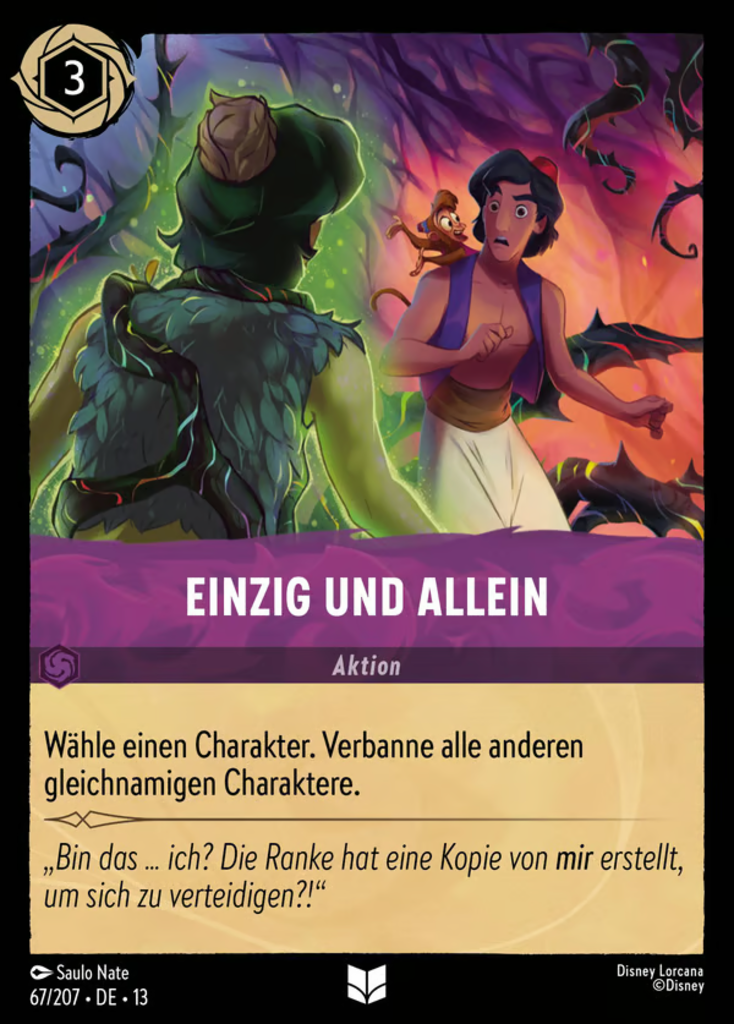 3
EINZIG UND ALLEIN
Aktion
Wähle einen Charakter. Verbanne alle anderen
gleichnamigen Charaktere.
„Bin das ... ich? Die Ranke hat eine Kopie von mir erstellt,
um sich zu verteidigen?!“
Saulo Nate
Disney Lorcana
67/207 • DE • 13
©Disney